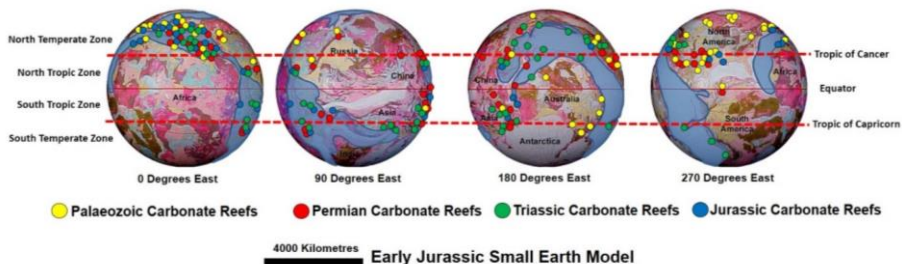 North Temperate Zone
North Tropic Zone
South Tropic Zone
South Temperate Zone
Africa
Russia
China
Asia
China
Asia
Australia
Antarctica
North
America
Africa
South
America
Tropic of Cancer
Equator
Tropic of Capricorn
0 Degrees East
90 Degrees East
180 Degrees East
270 Degrees East
Palaeozoic Carbonate Reefs
Permian Carbonate Reefs
Triassic Carbonate Reefs
Jurassic Carbonate Reefs
4000 Kilometres
Early Jurassic Small Earth Model